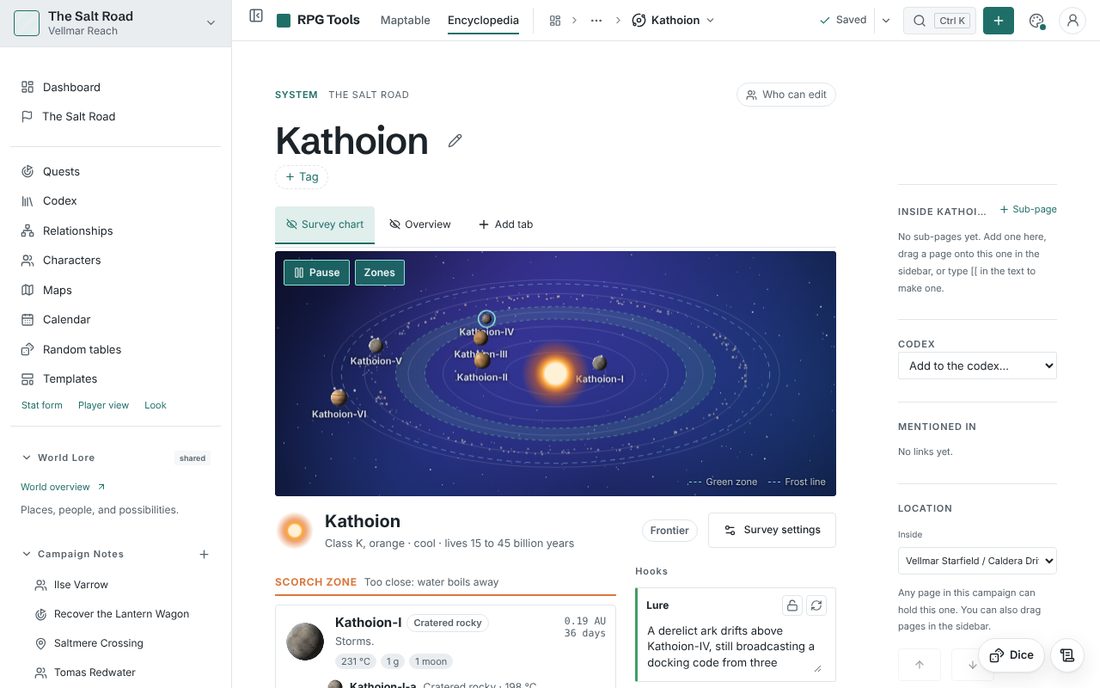 The Salt Road
Vellmar Reach
RPG Tools
Maptable
Encyclopedia
Kathoion
Saved
Ctrl K
Dashboard
The Salt Road
Quests
Codex
Relationships
Characters
Maps
Calendar
Random tables
Templates
Stat form
Player view
Look
World Lore
shared
World overview
Places, people, and possibilities.
Campaign Notes
Ilse Varrow
Recover the Lantern Wagon
Saltmere Crossing
Tomas Redwater
SYSTEM THE SALT ROAD
Who can edit
Kathoion
+ Tag
Survey chart
Overview
+ Add tab
Pause
Zones
Kathoion-IV
Kathoion-III
Kathoion-II
Kathoion-V
Kathoion-I
Kathoion-VI
Green zone
Frost line
Kathoion
Class K, orange · cool · lives 15 to 45 billion years
Frontier
Survey settings
SCORCH ZONE Too close: water boils away
Kathoion-I
Cratered rocky
0.19 AU
36 days
Storms.
231 °C
1 g
1 moon
Kathoion-I-a Cratered rocky · 198 °C
Hooks
Lure
A derelict ark drifts above
Kathoion-IV, still broadcasting a
docking code from three
INSIDE KATHOI...
+ Sub-page
No sub-pages yet. Add one here,
drag a page onto this one in the
sidebar, or type [[ in the text to
make one.
CODEX
Add to the codex...
MENTIONED IN
No links yet.
LOCATION
Inside
Vellmar Starfield / Caldera Dri
Any page in this campaign can
hold this one. You can also drag
pages in the sidebar.
Dice